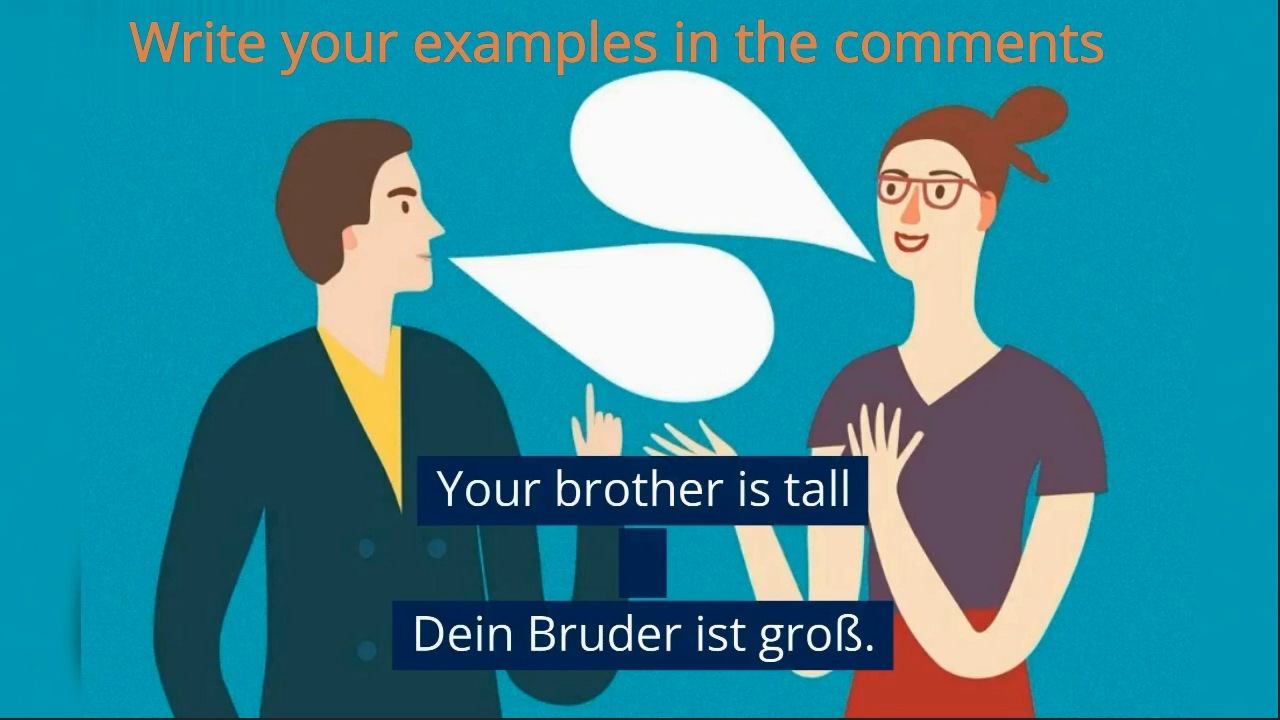 Write your examples in the comments
Your brother is tall
Dein Bruder ist groß.